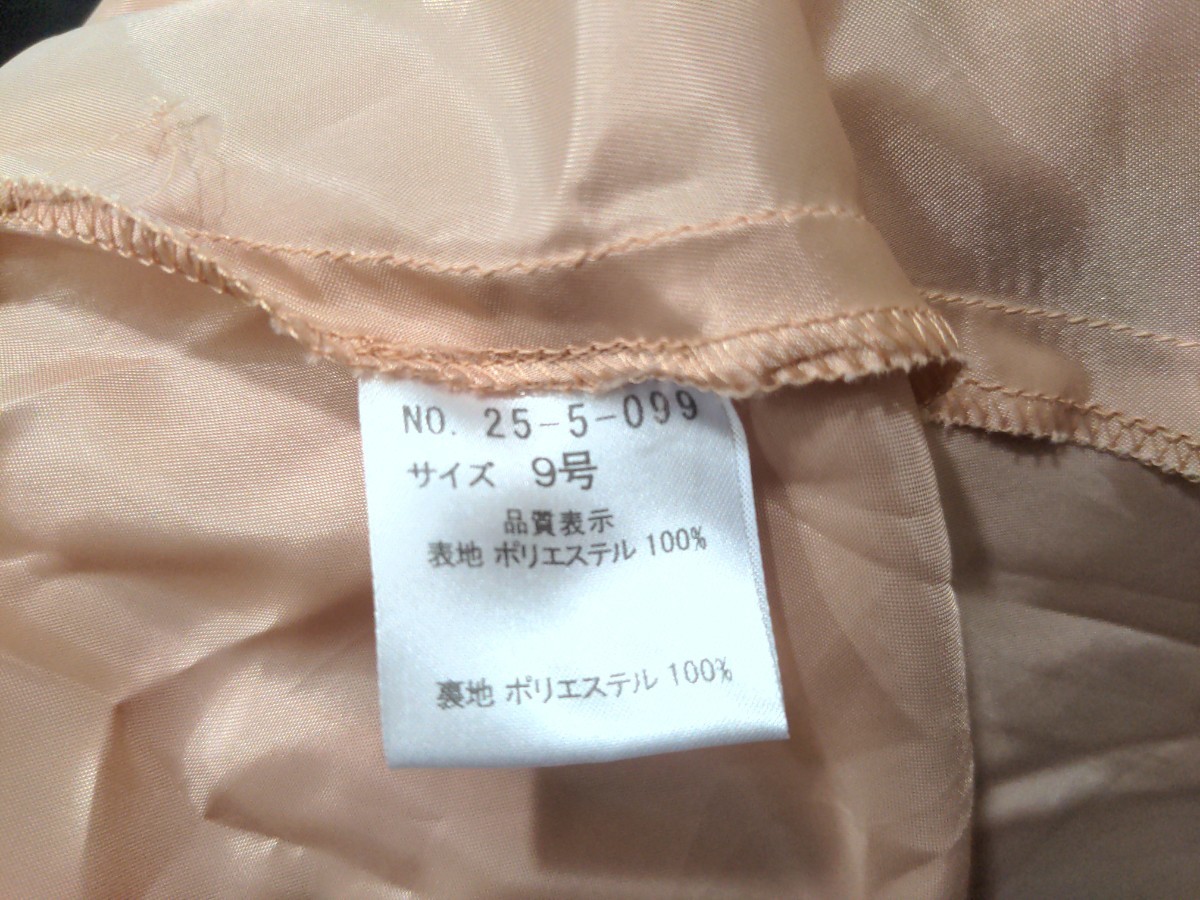 NO. 25-5-099
サイズ 9号
品質表示
表地 ポリエステル 100%
裏地 ポリエステル 100%